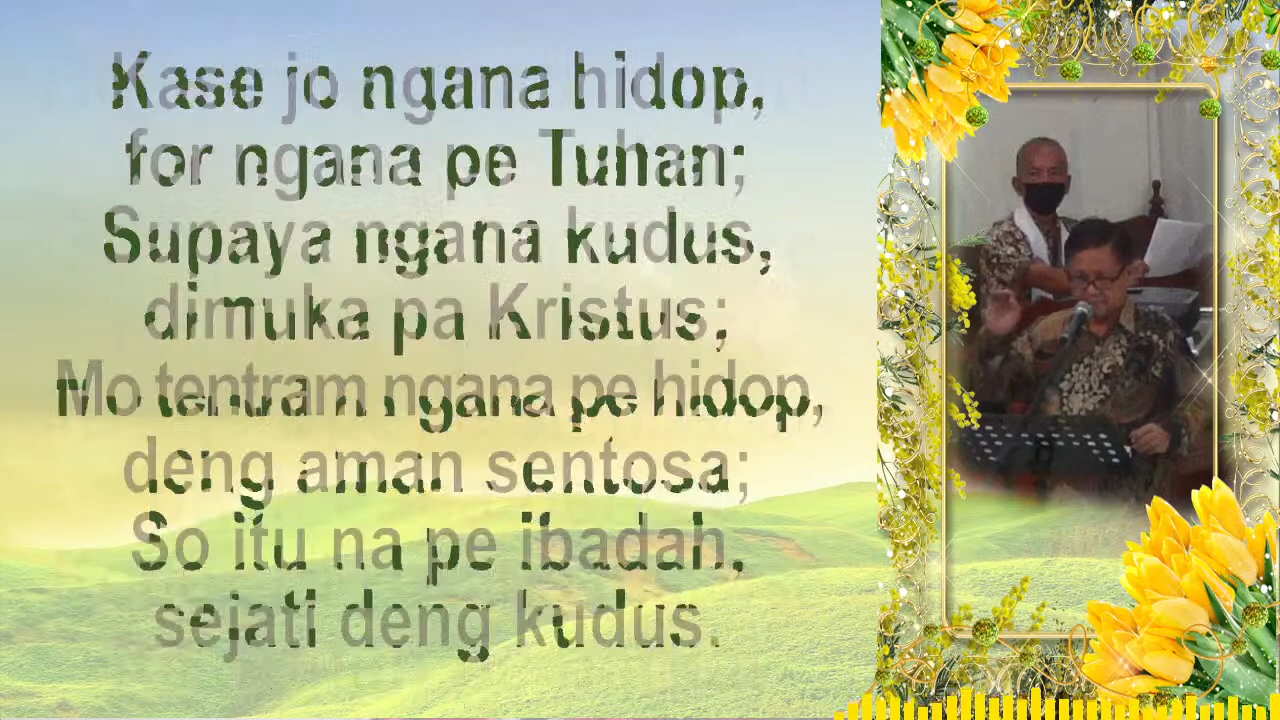 Kase jo ngana hidop,
for ngana pe Tuhan;
Supaya ngana kudus,
dimuka pa Kristus;
Mo tentram ngana pe hidop,
deng aman sentosa;
So itu na pe ibadah,
sejati deng kudus.